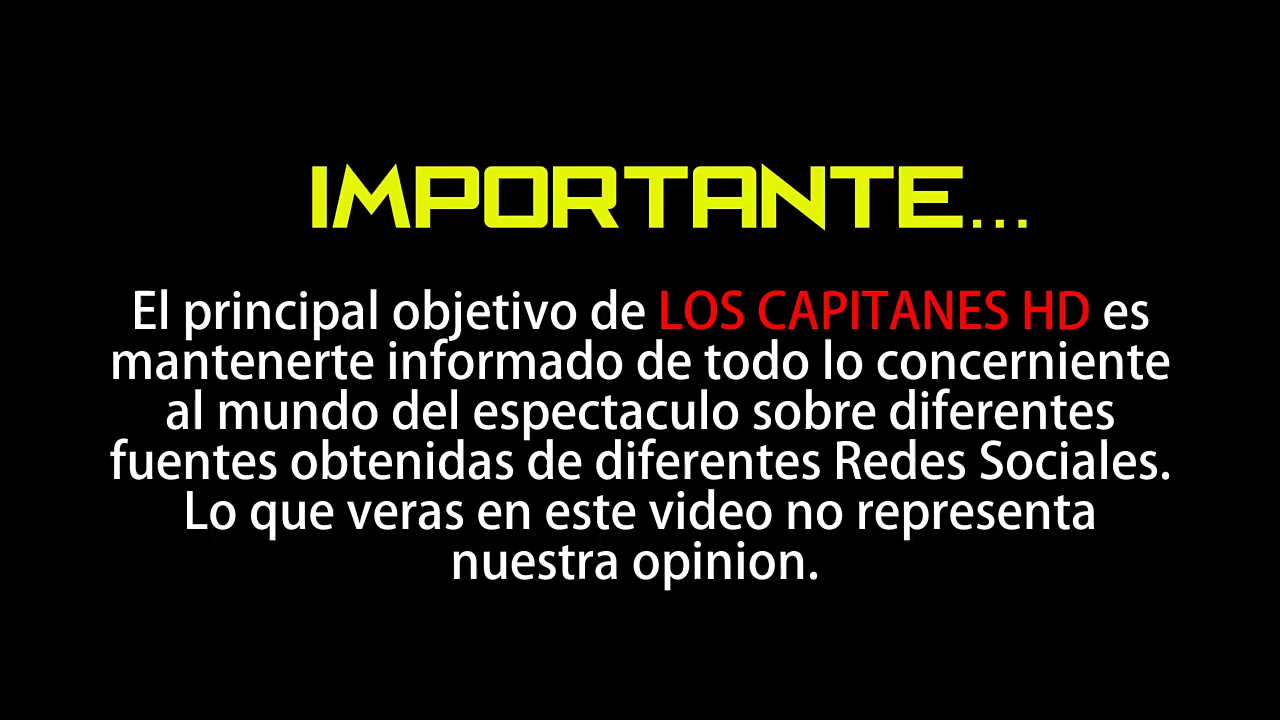 IMPORTANTE...
El principal objetivo de LOS CAPITANES HD es
mantenerte informado de todo lo concerniente
al mundo del espectaculo sobre diferentes
fuentes obtenidas de diferentes Redes Sociales.
Lo que veras en este video no representa
nuestra opinion.